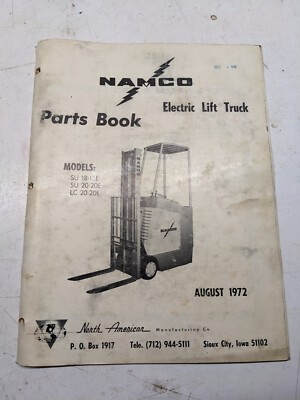 NAMCO
Electric Lift Truck
Parts Book
MODELS:
SU 20-20E
LC 20-20E
NAMCO
AUGUST 1972
North American Manufacturing Co.
P. O. Box 1917 Tele. (712) 944-5111 Sioux City, Iowa 51102